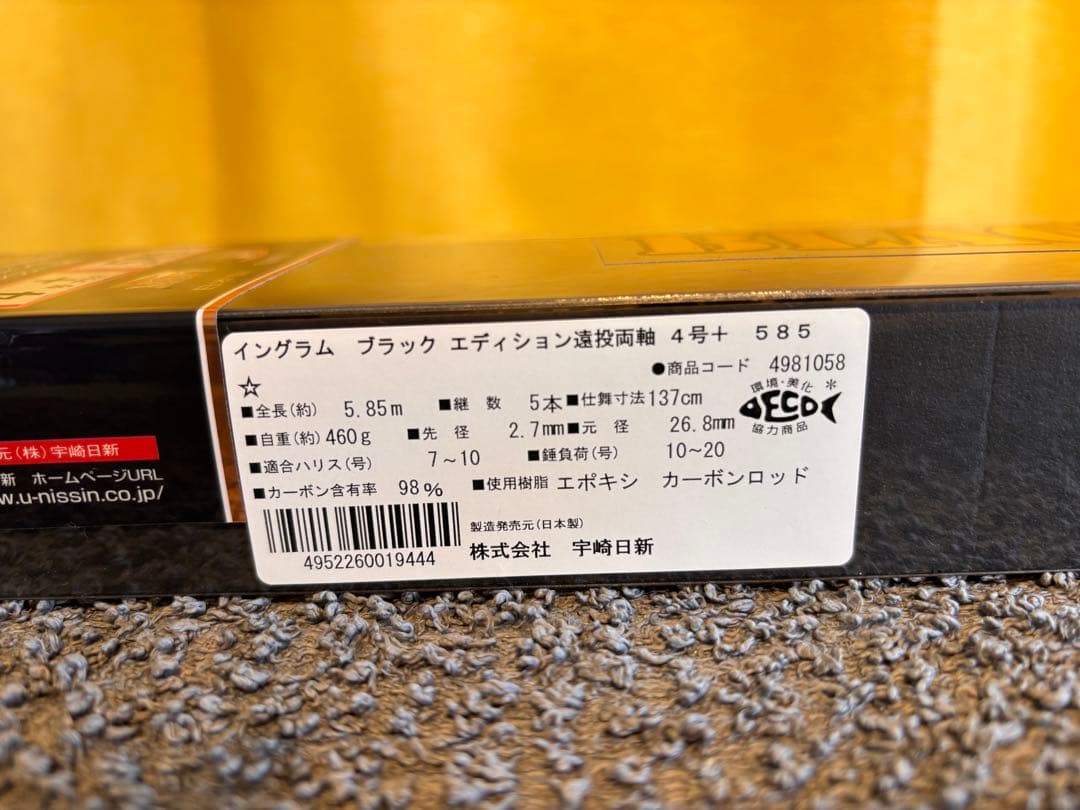 イングラム ブラック エディション遠投両軸 4号+ 585
●商品コード 4981058
☆
■全長(約) 5.85m ■継数 5本 ■仕舞寸法 137cm
■自重(約) 460g ■先径 2.7mm ■元径 26.8mm
■適合ハリス(号) 7~10 ■錘負荷(号) 10~20
■カーボン含有率 98% ■使用樹脂 エポキシ カーボンロッド
環境・美化 *
DECO
協力商品
製造発売元(日本製)
株式会社 宇崎日新
4952260019444
元(株)宇崎日新
新 ホームページURL
w.u-nissin.co.jp/